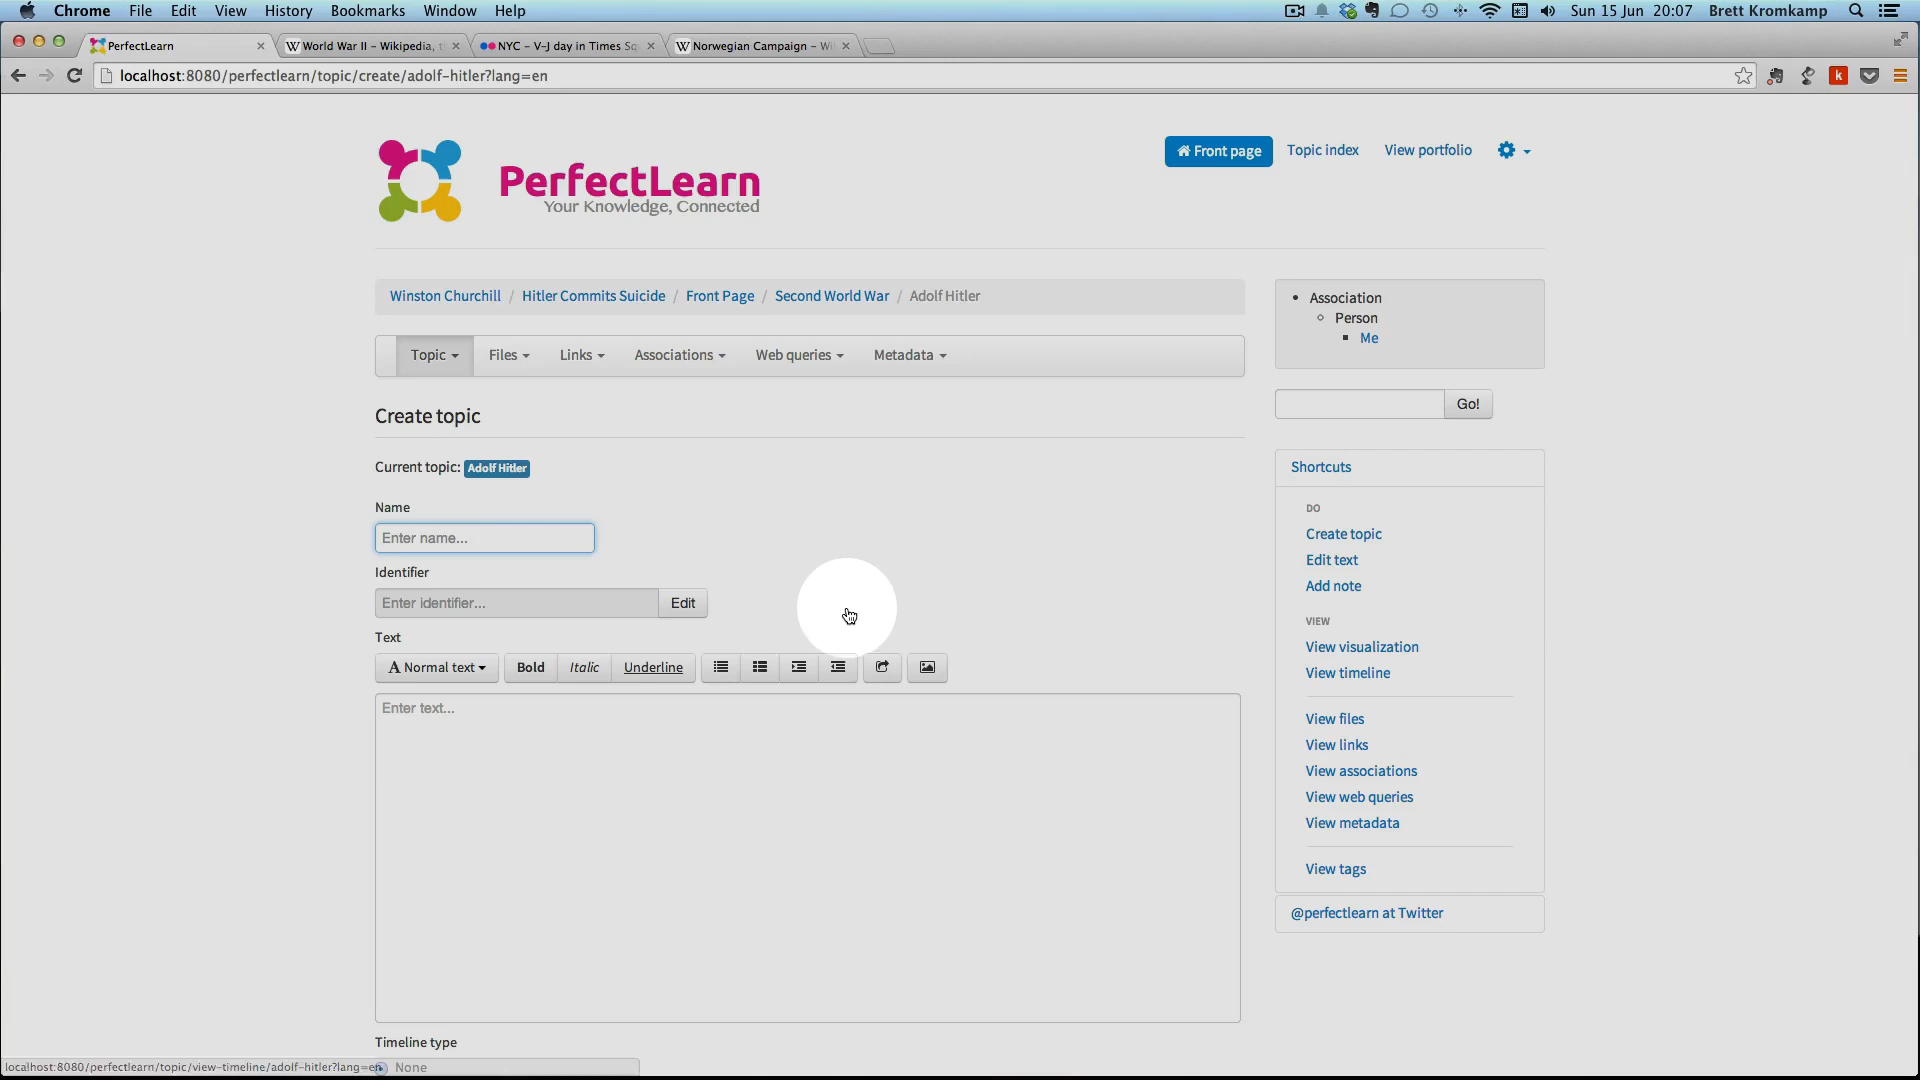 Chrome File Edit View History Bookmarks Window Help Sun 15 Jun 20:07 Brett Kromkamp
PerfectLearn World War II – Wikipedia, NYC – V-J day in Times Norwegian Campaign –
localhost:8080/perfectlearn/topic/create/adolf-hitler?lang=en k
Front page Topic index View portfolio
PerfectLearn
Your Knowledge, Connected
Winston Churchill / Hitler Commits Suicide / Front Page / Second World War / Adolf Hitler
Association
Person
Me
Topic Files Links Associations Web queries Metadata
Go!
Create topic
Current topic: Adolf Hitler
Name
Enter name...
Identifier
Enter identifier... Edit
Text
A Normal text Bold Italic Underline
Enter text...
Timeline type
None
Shortcuts
DO
Create topic
Edit text
Add note
VIEW
View visualization
View timeline
View files
View links
View associations
View web queries
View metadata
View tags
@perfectlearn at Twitter
localhost:8080/perfectlearn/topic/view-timeline/adolf-hitler?lang=en